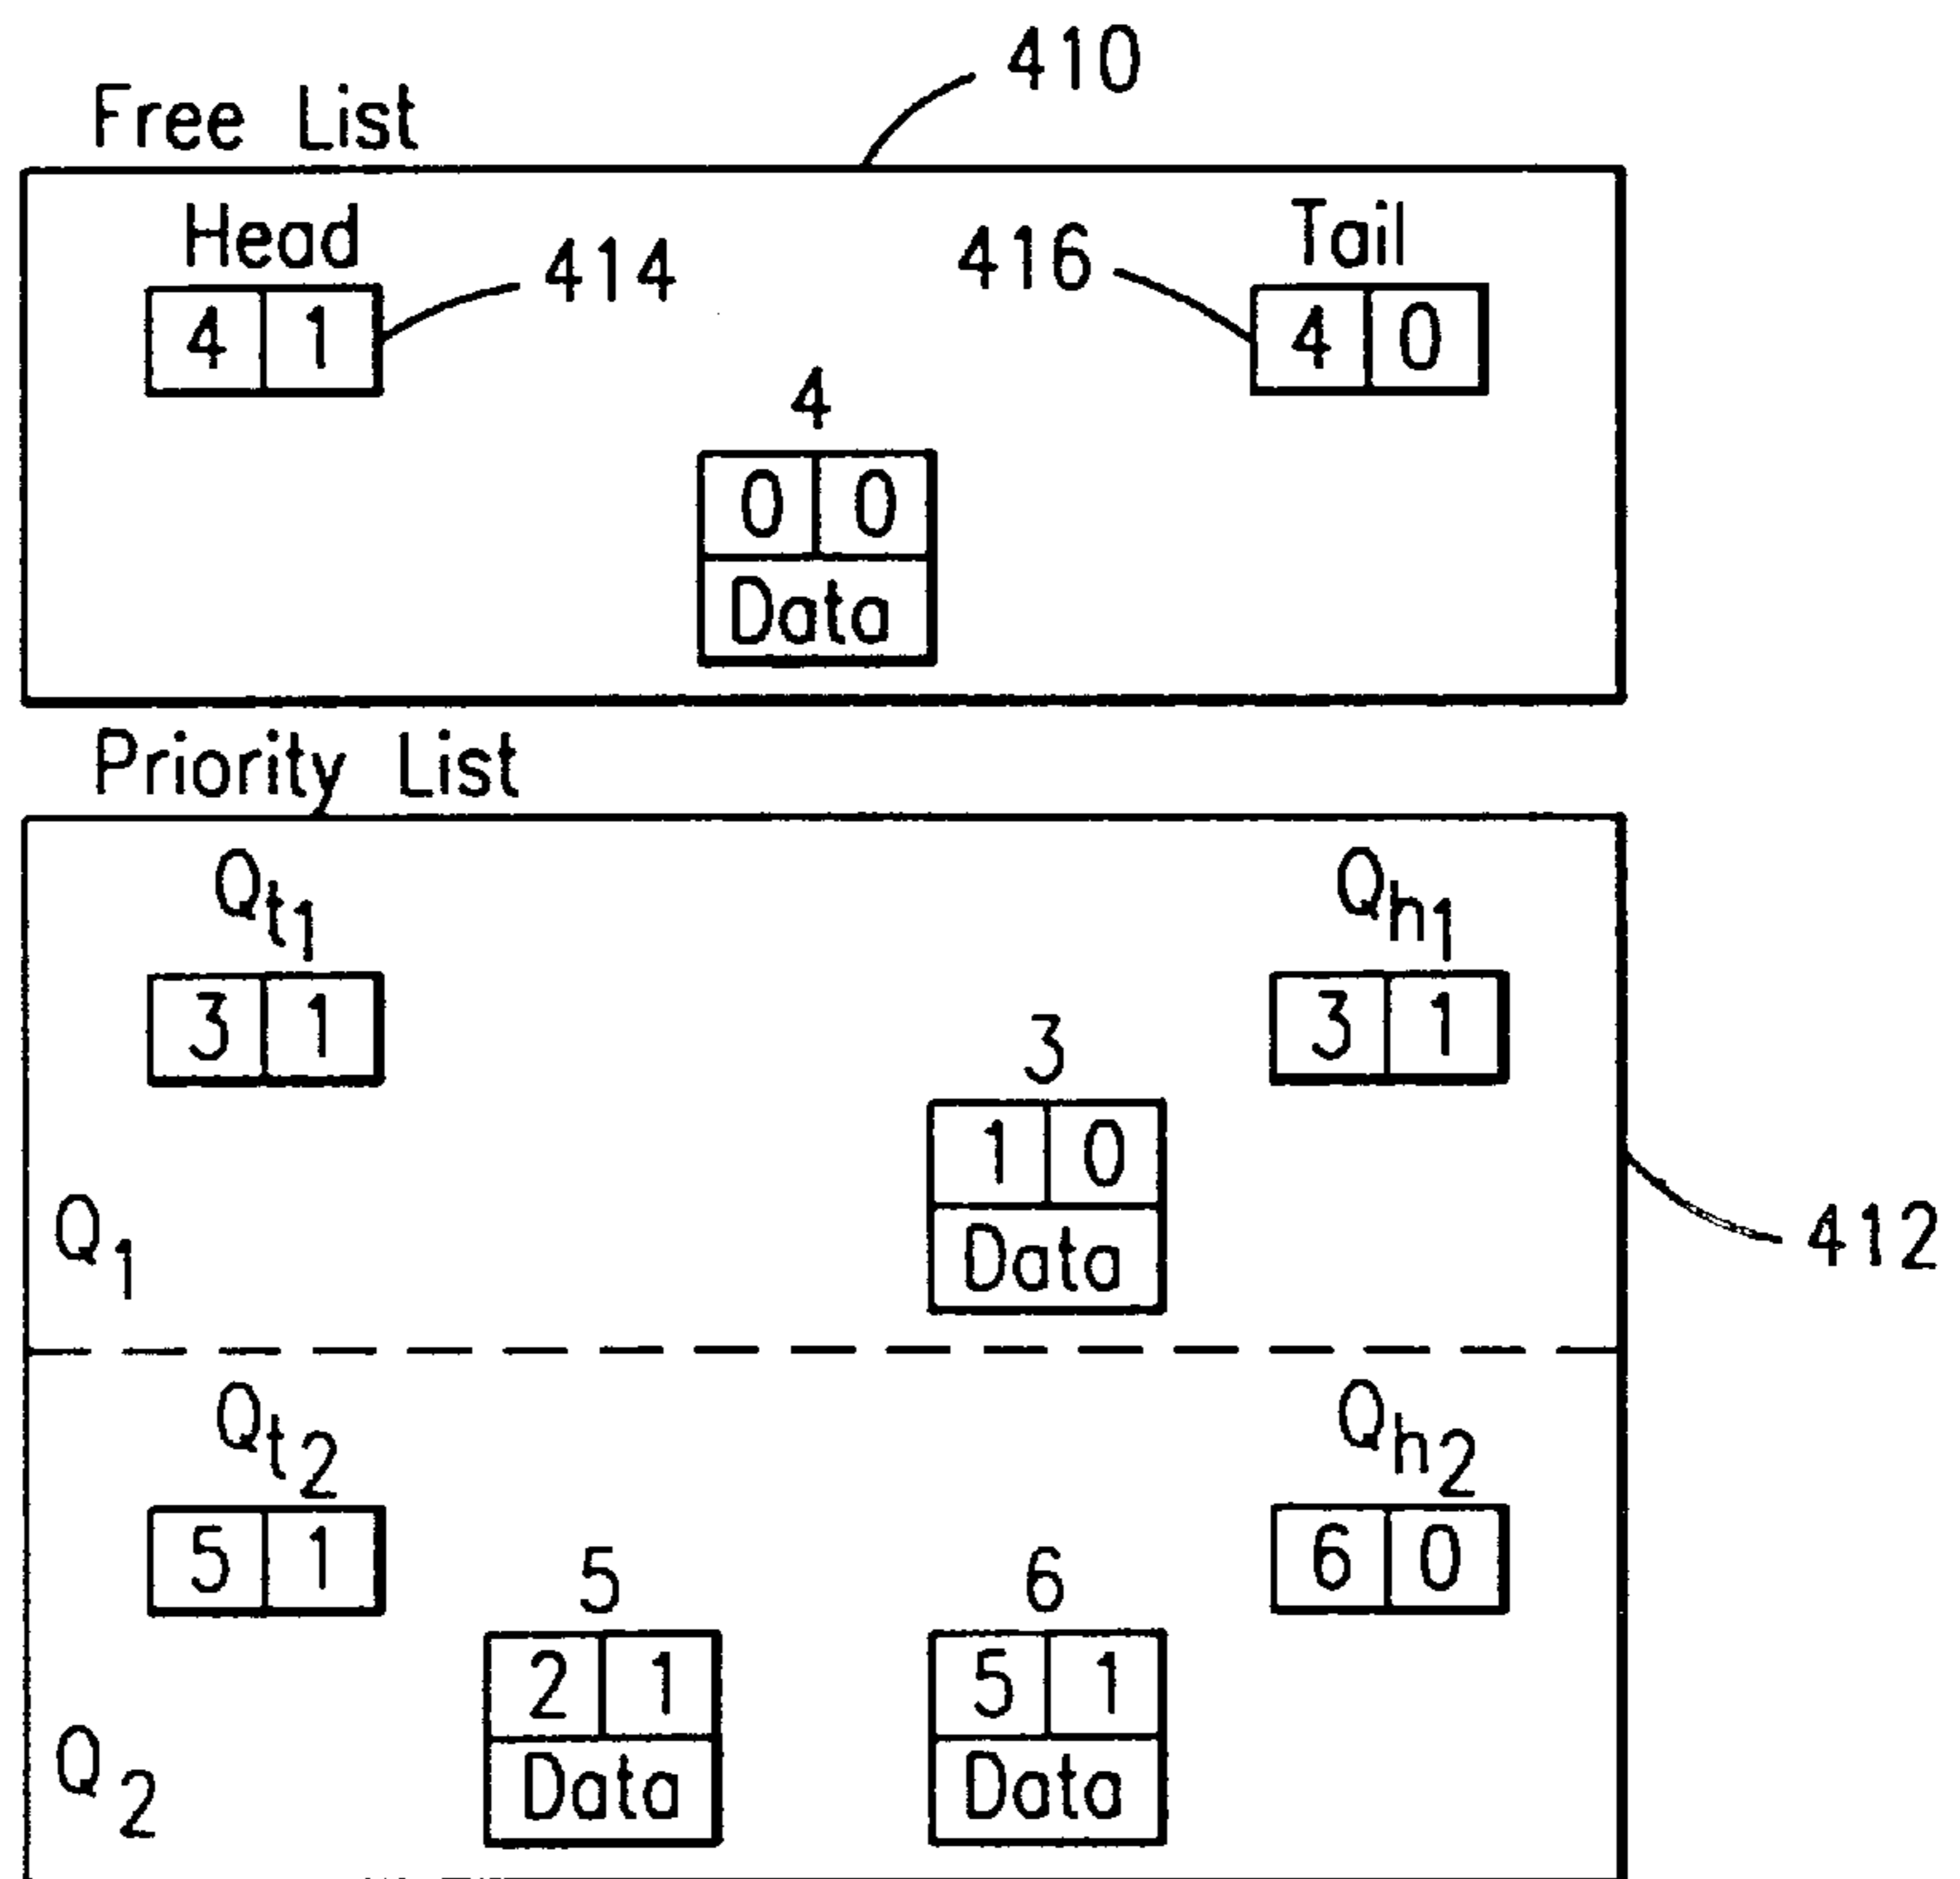 410
Free List
Head
Tail
414
416
4 1
4 0
4
0 0
Data
Priority List
Qt1
Qh1
3 1
3 1
3
1 0
Data
Q1
412
Qt2
Qh2
5 1
6 0
5
6
2 1
5 1
Data
Data
Q2